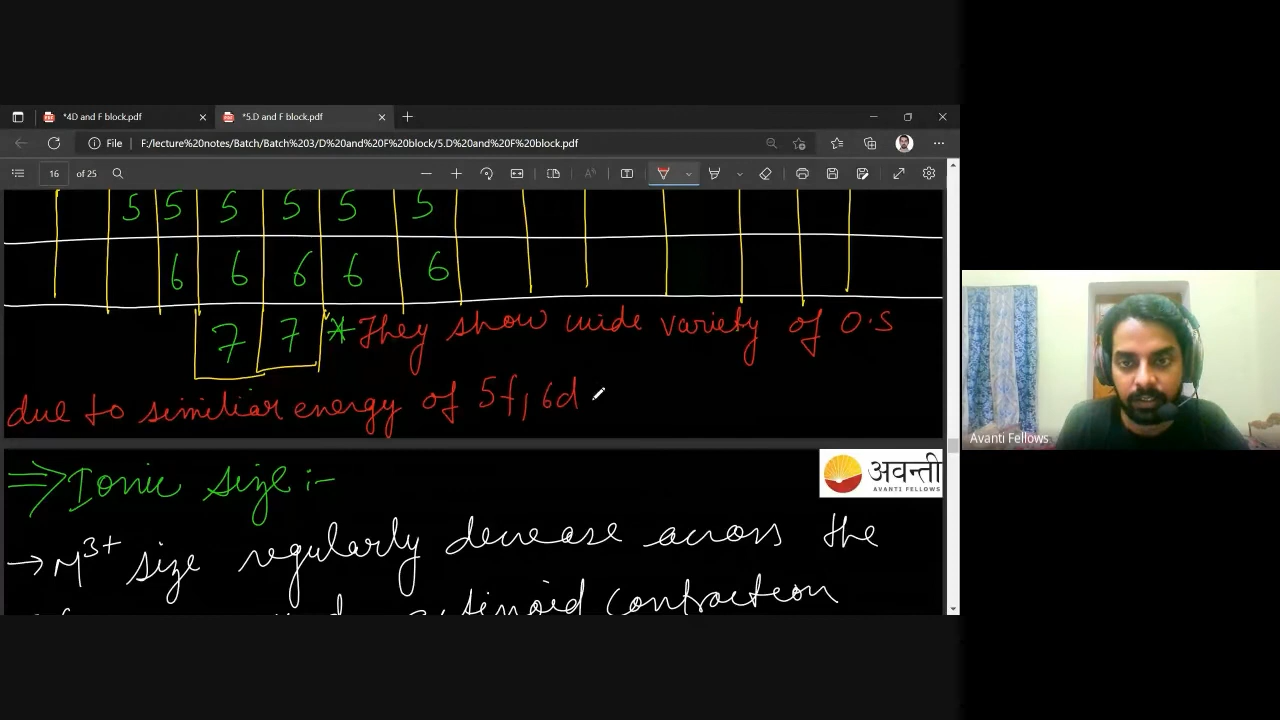 *4D and F block.pdf
*5.D and F block.pdf
File F:/lecture%20notes/Batch/Batch%203/D%20and%20F%20block/5.D%20and%20F%20block.pdf
16 of 25
5 5 5 5 5 5
6 6 6 6 6
7 7 * They show wide variety of O.S
due to similiar energy of 5f, 6d
⇒ Ionic size :-
अवन्ती
AVANTI FELLOWS
→ M³⁺ size regularly decrease across the
contraction
Avanti Fellows